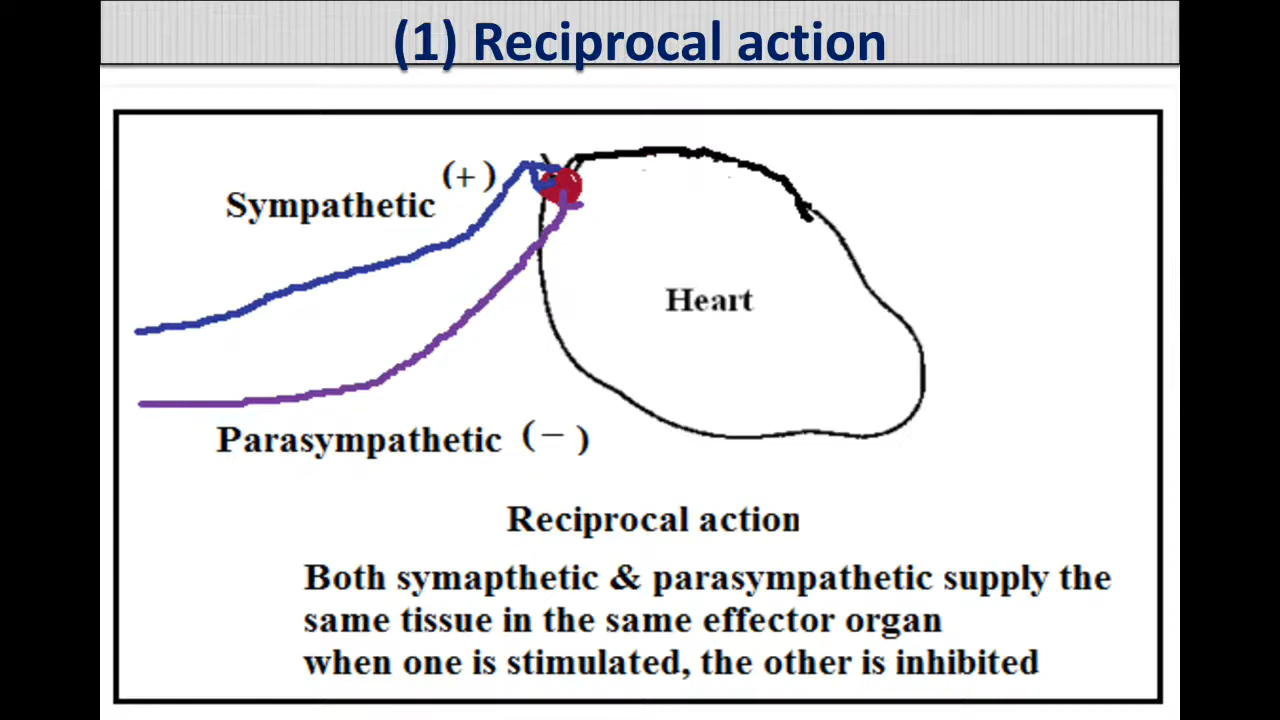 (1) Reciprocal action
(+)
Sympathetic
Heart
Parasympathetic (−)
Reciprocal action
Both symapthetic & parasympathetic supply the
same tissue in the same effector organ
when one is stimulated, the other is inhibited